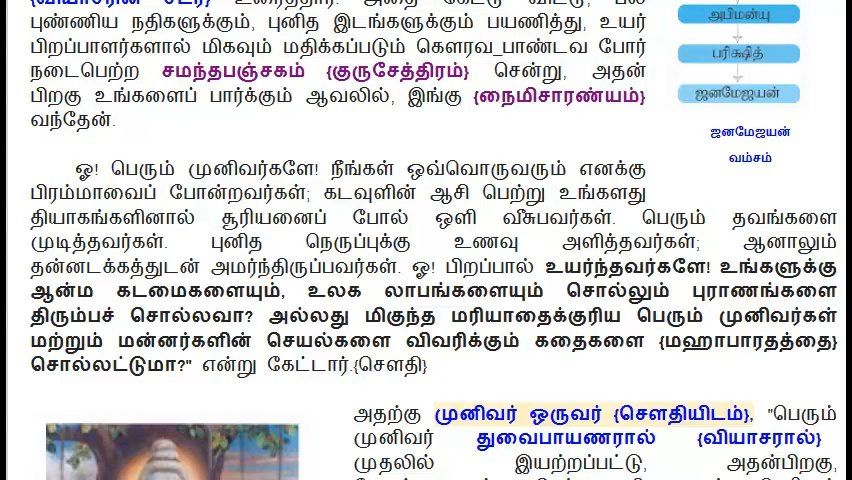 {வியாசரின் சீடர்} உரைத்தார். அதை கேட்டு விட்டு, பல
புண்ணிய நதிகளுக்கும், புனித இடங்களுக்கும் பயணித்து, உயர்
பிறப்பாளர்களால் மிகவும் மதிக்கப்படும் கௌரவ_பாண்டவ போர்
நடைபெற்ற சமந்தபஞ்சகம் {குருசேத்திரம்} சென்று, அதன்
பிறகு உங்களைப் பார்க்கும் ஆவலில், இங்கு {நைமிசாரண்யம்}
வந்தேன்.
அபிமன்யு
பரிக்ஷித்
ஜனமேஜயன்
ஜனமேஜயன்
வம்சம்
ஓ! பெரும் முனிவர்களே! நீங்கள் ஒவ்வொருவரும் எனக்கு
பிரம்மாவைப் போன்றவர்கள்; கடவுளின் ஆசி பெற்று உங்களது
தியாகங்களினால் சூரியனைப் போல் ஒளி வீசுபவர்கள். பெரும் தவங்களை
முடித்தவர்கள். புனித நெருப்புக்கு உணவு அளித்தவர்கள்; ஆனாலும்
தன்னடக்கத்துடன் அமர்ந்திருப்பவர்கள். ஓ! பிறப்பால் உயர்ந்தவர்களே! உங்களுக்கு
ஆன்ம கடமைகளையும், உலக லாபங்களையும் சொல்லும் புராணங்களை
திரும்பச் சொல்லவா? அல்லது மிகுந்த மரியாதைக்குரிய பெரும் முனிவர்கள்
மற்றும் மன்னர்களின் செயல்களை விவரிக்கும் கதைகளை {மஹாபாரதத்தை}
சொல்லட்டுமா?" என்று கேட்டார்.{சௌதி}
அதற்கு முனிவர் ஒருவர் {சௌதியிடம்}, "பெரும்
முனிவர் துவைபாயணரால் {வியாசரால்}
முதலில் இயற்றப்பட்டு, அதன்பிறகு,